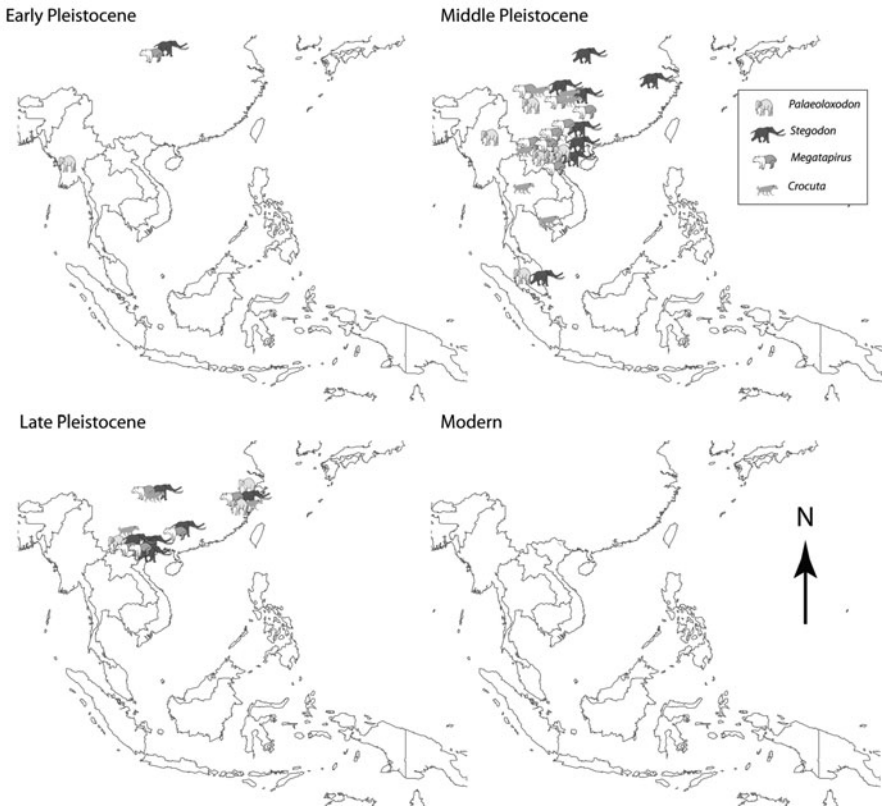 Early Pleistocene
Middle Pleistocene
Palaeoloxodon
Stegodon
Megatapirus
Crocuta
Late Pleistocene
Modern
N